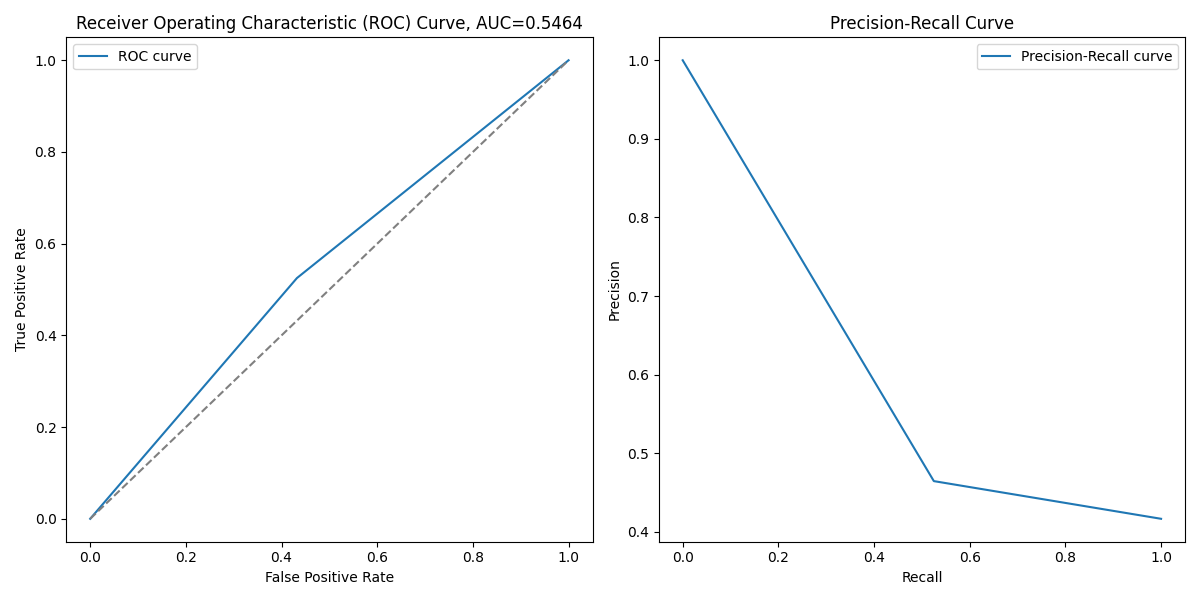 Receiver Operating Characteristic (ROC) Curve, AUC=0.5464
ROC curve
1.0
0.8
0.6
0.4
0.2
0.0
True Positive Rate
0.0 0.2 0.4 0.6 0.8 1.0
False Positive Rate
Precision-Recall Curve
Precision-Recall curve
1.0
0.9
0.8
0.7
0.6
0.5
0.4
Precision
0.0 0.2 0.4 0.6 0.8 1.0
Recall